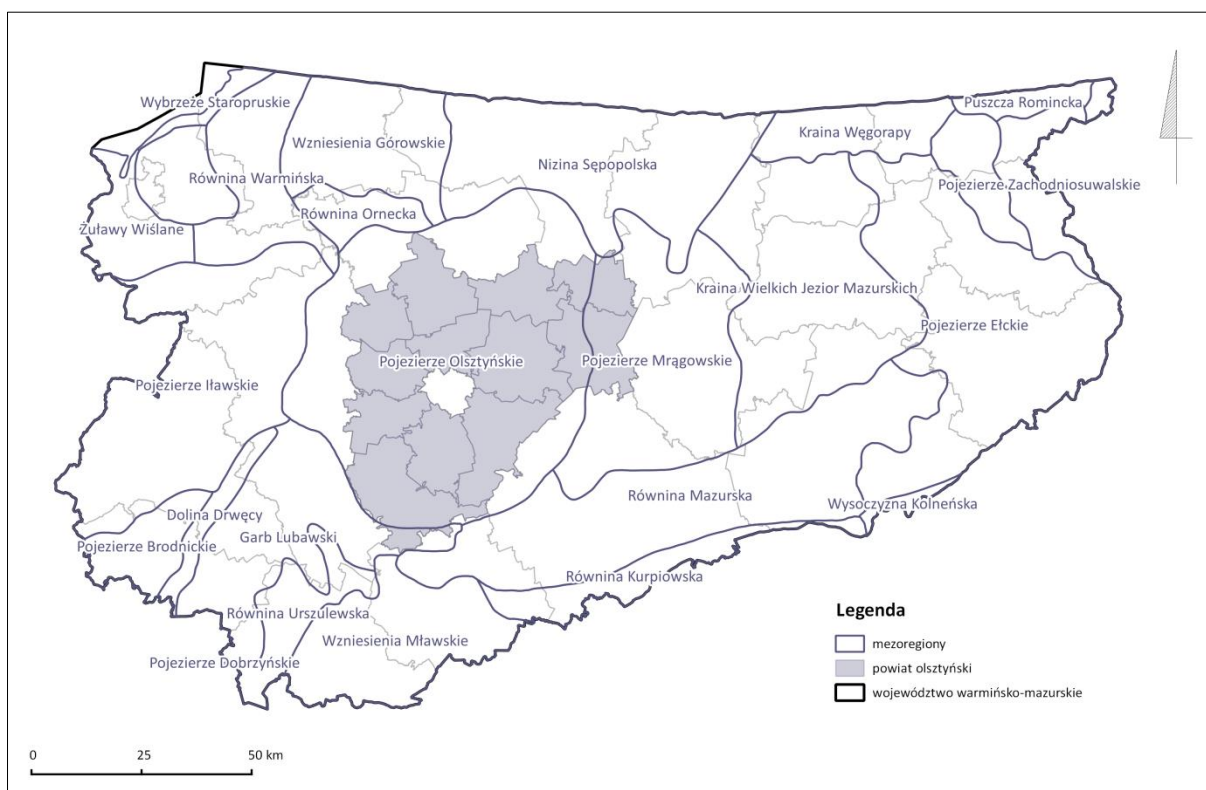 Wybrzeże Staropruskie
Puszcza Romincka
Kraina Węgorapy
Wzniesienia Górowskie
Nizina Sępopolska
Równina Warmińska
Pojezierze Zachodniosuwalskie
Równina Ornecka
Żuławy Wiślane
Kraina Wielkich Jezior Mazurskich
Pojezierze Ełckie
Pojezierze Olsztyńskie
Pojezierze Mrągowskie
Pojezierze Iławskie
Równina Mazurska
Wysoczyzna Kolneńska
Dolina Drwęcy
Garb Lubawski
Pojezierze Brodnickie
Równina Kurpiowska
Równina Urszulewska
Wzniesienia Mławskie
Pojezierze Dobrzyńskie
Legenda
mezoregiony
powiat olsztyński
województwo warmińsko-mazurskie
0 25 50 km